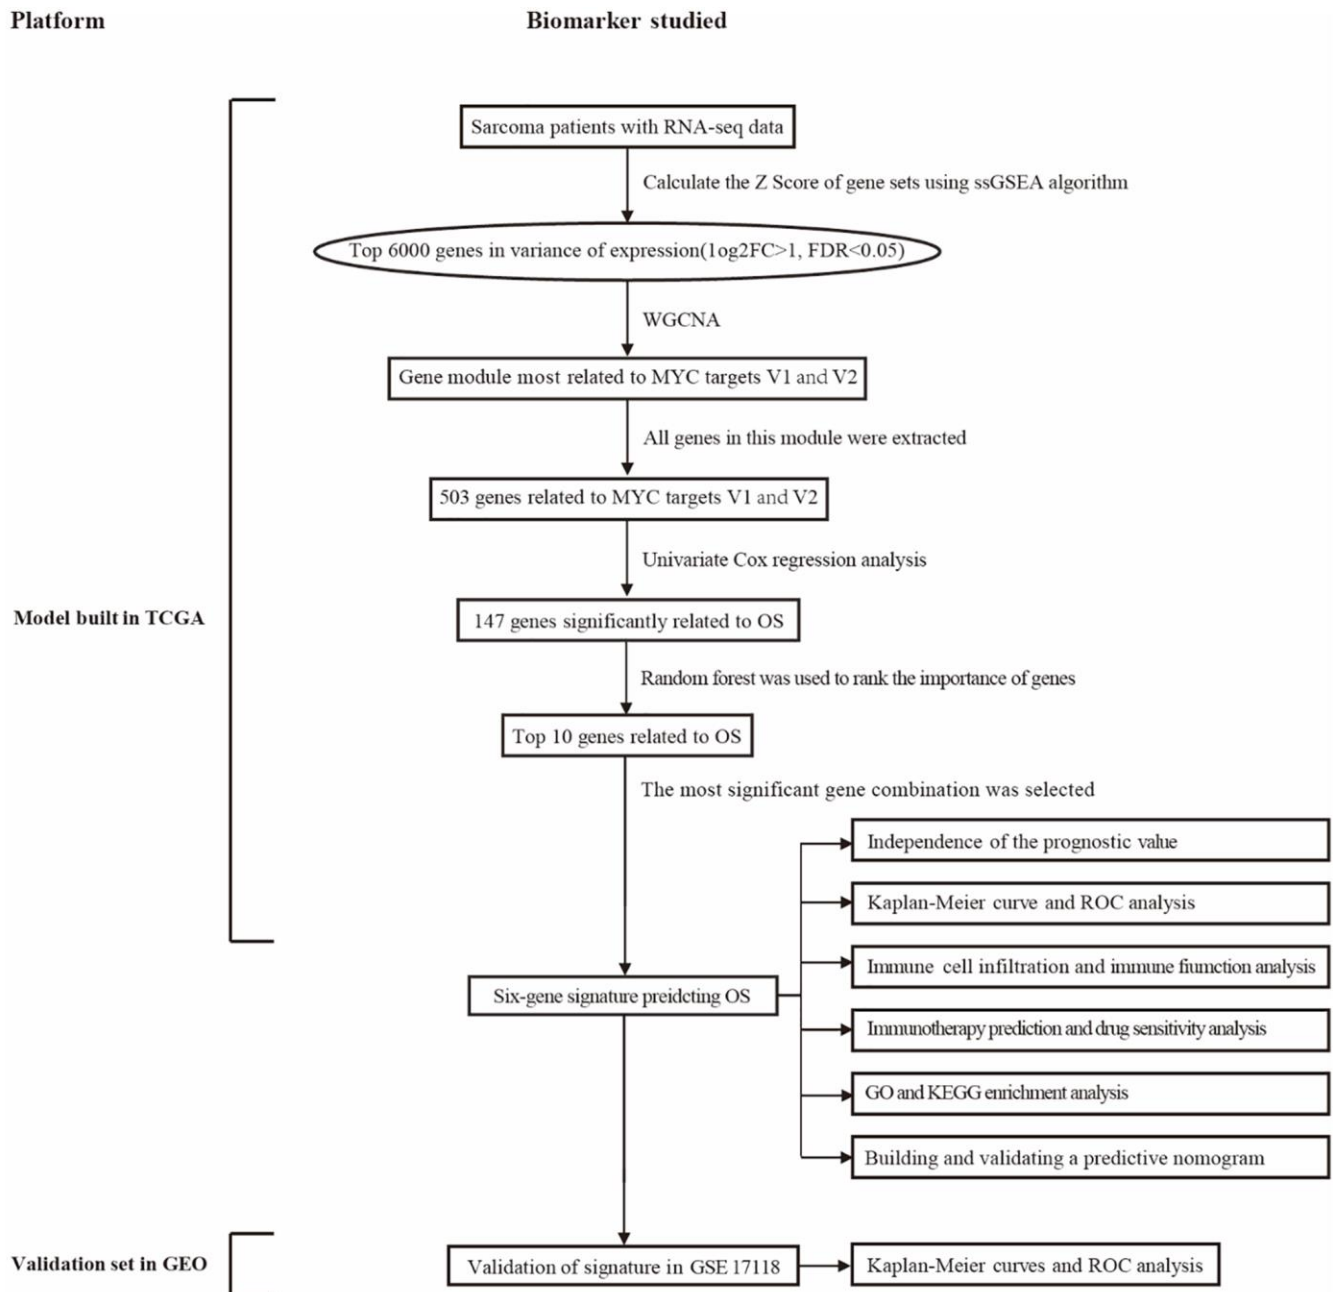 Platform
Biomarker studied
Sarcoma patients with RNA-seq data
Calculate the Z Score of gene sets using ssGSEA algorithm
Top 6000 genes in variance of expression(log2FC>1, FDR<0.05)
WGCNA
Gene module most related to MYC targets V1 and V2
All genes in this module were extracted
503 genes related to MYC targets V1 and V2
Univariate Cox regression analysis
Model built in TCGA
147 genes significantly related to OS
Random forest was used to rank the importance of genes
Top 10 genes related to OS
The most significant gene combination was selected
Independence of the prognostic value
Kaplan-Meier curve and ROC analysis
Immune cell infiltration and immune fiumction analysis
Six-gene signature preidcting OS
Immunotherapy prediction and drug sensitivity analysis
GO and KEGG enrichment analysis
Building and validating a predictive nomogram
Validation set in GEO
Validation of signature in GSE 17118
Kaplan-Meier curves and ROC analysis